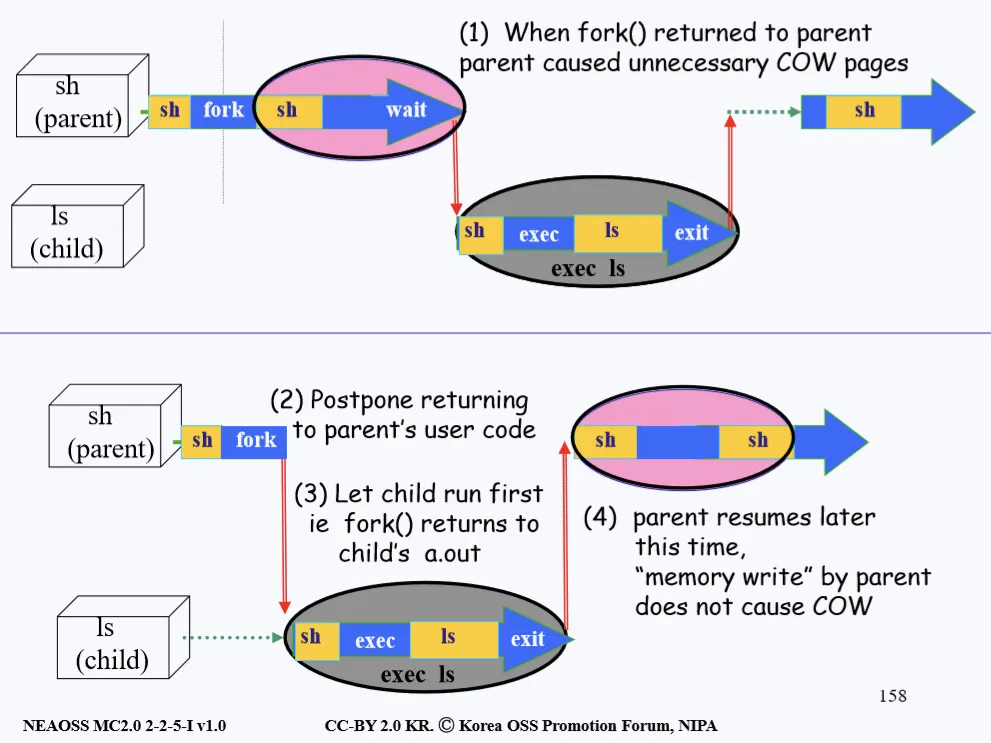 (1) When fork() returned to parent
parent caused unnecessary COW pages
sh
(parent)
sh fork sh wait
sh
ls
(child)
sh exec ls exit
exec ls
(2) Postpone returning
to parent's user code
sh
(parent)
sh fork
sh sh
(3) Let child run first
ie fork() returns to
child's a.out
(4) parent resumes later
this time,
“memory write” by parent
does not cause COW
ls
(child)
sh exec ls exit
exec ls
158
NEAOSS MC2.0 2-2-5-I v1.0 CC-BY 2.0 KR. Ⓒ Korea OSS Promotion Forum, NIPA